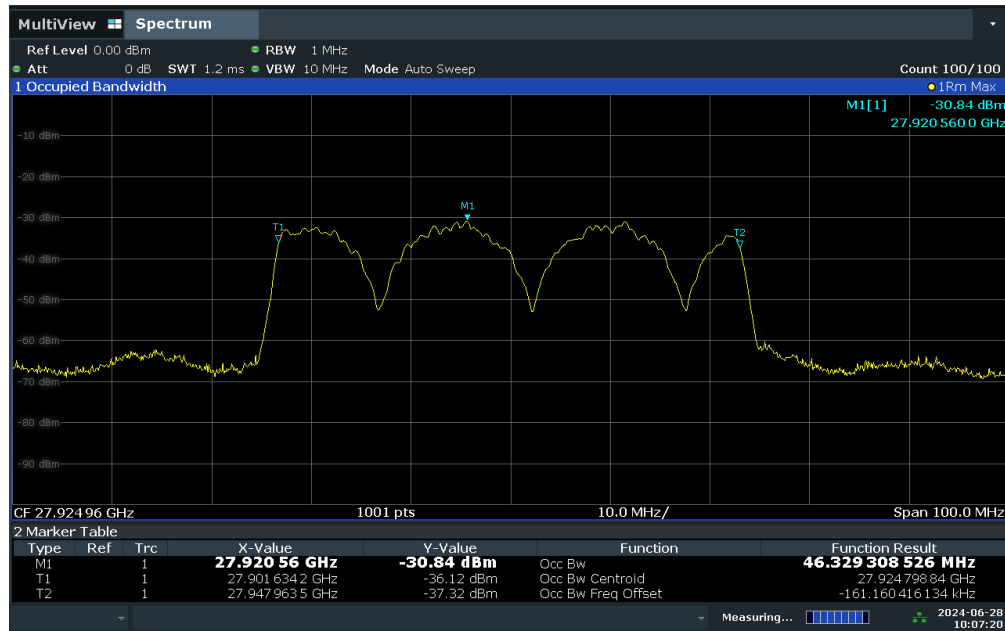 MultiView Spectrum
Ref Level 0.00 dBm RBW 1 MHz
Att 0 dB SWT 1.2 ms VBW 10 MHz Mode Auto Sweep Count 100/100
1 Occupied Bandwidth 1Rm Max
M1[1] -30.84 dBm
27.920 560 0 GHz
-10 dBm
-20 dBm
M1
-30 dBm
T1
T2
-40 dBm
-50 dBm
-60 dBm
-70 dBm
-80 dBm
-90 dBm
CF 27.924 96 GHz 1001 pts 10.0 MHz/ Span 100.0 MHz
2 Marker Table
Type Ref Trc X-Value Y-Value Function Function Result
M1 1 27.920 56 GHz -30.84 dBm Occ Bw 46.329 308 526 MHz
T1 1 27.901 634 2 GHz -36.12 dBm Occ Bw Centroid 27.924 798 84 GHz
T2 1 27.947 963 5 GHz -37.32 dBm Occ Bw Freq Offset -161.160 416 134 kHz
Measuring... 2024-06-28
10:07:20